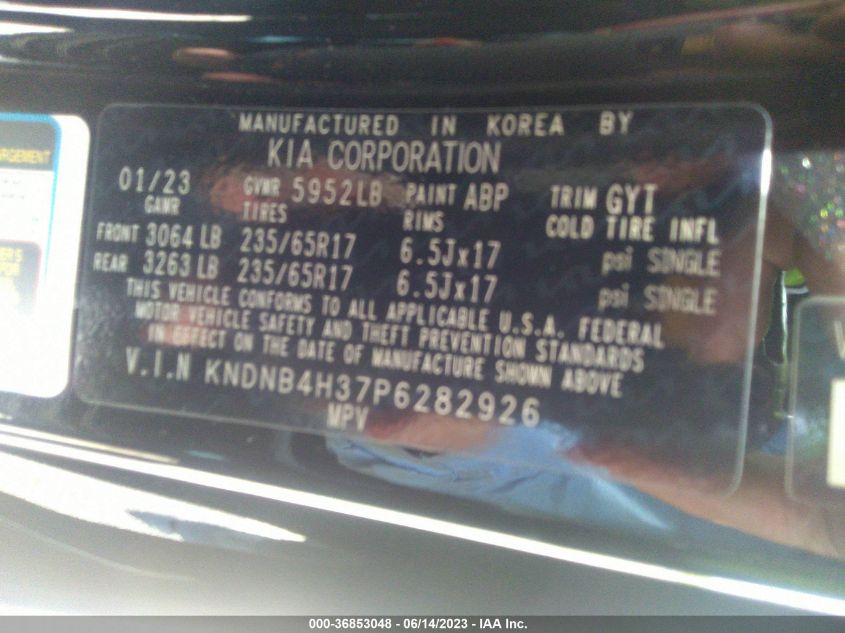 MANUFACTURED IN KOREA BY
KIA CORPORATION
01/23 GVWR 5952LB PAINT ABP TRIM GYT
GAWR TIRES RIMS COLD TIRE INFL
FRONT 3064 LB 235/65R17 6.5Jx17 psi SINGLE
REAR 3263 LB 235/65R17 6.5Jx17 psi SINGLE
THIS VEHICLE CONFORMS TO ALL APPLICABLE U.S.A. FEDERAL
MOTOR VEHICLE SAFETY AND THEFT PREVENTION STANDARDS
IN EFFECT ON THE DATE OF MANUFACTURE SHOWN ABOVE
V.I.N KNDNB4H37P6282926
MPV
000-36853048 - 06/14/2023 - IAA Inc.